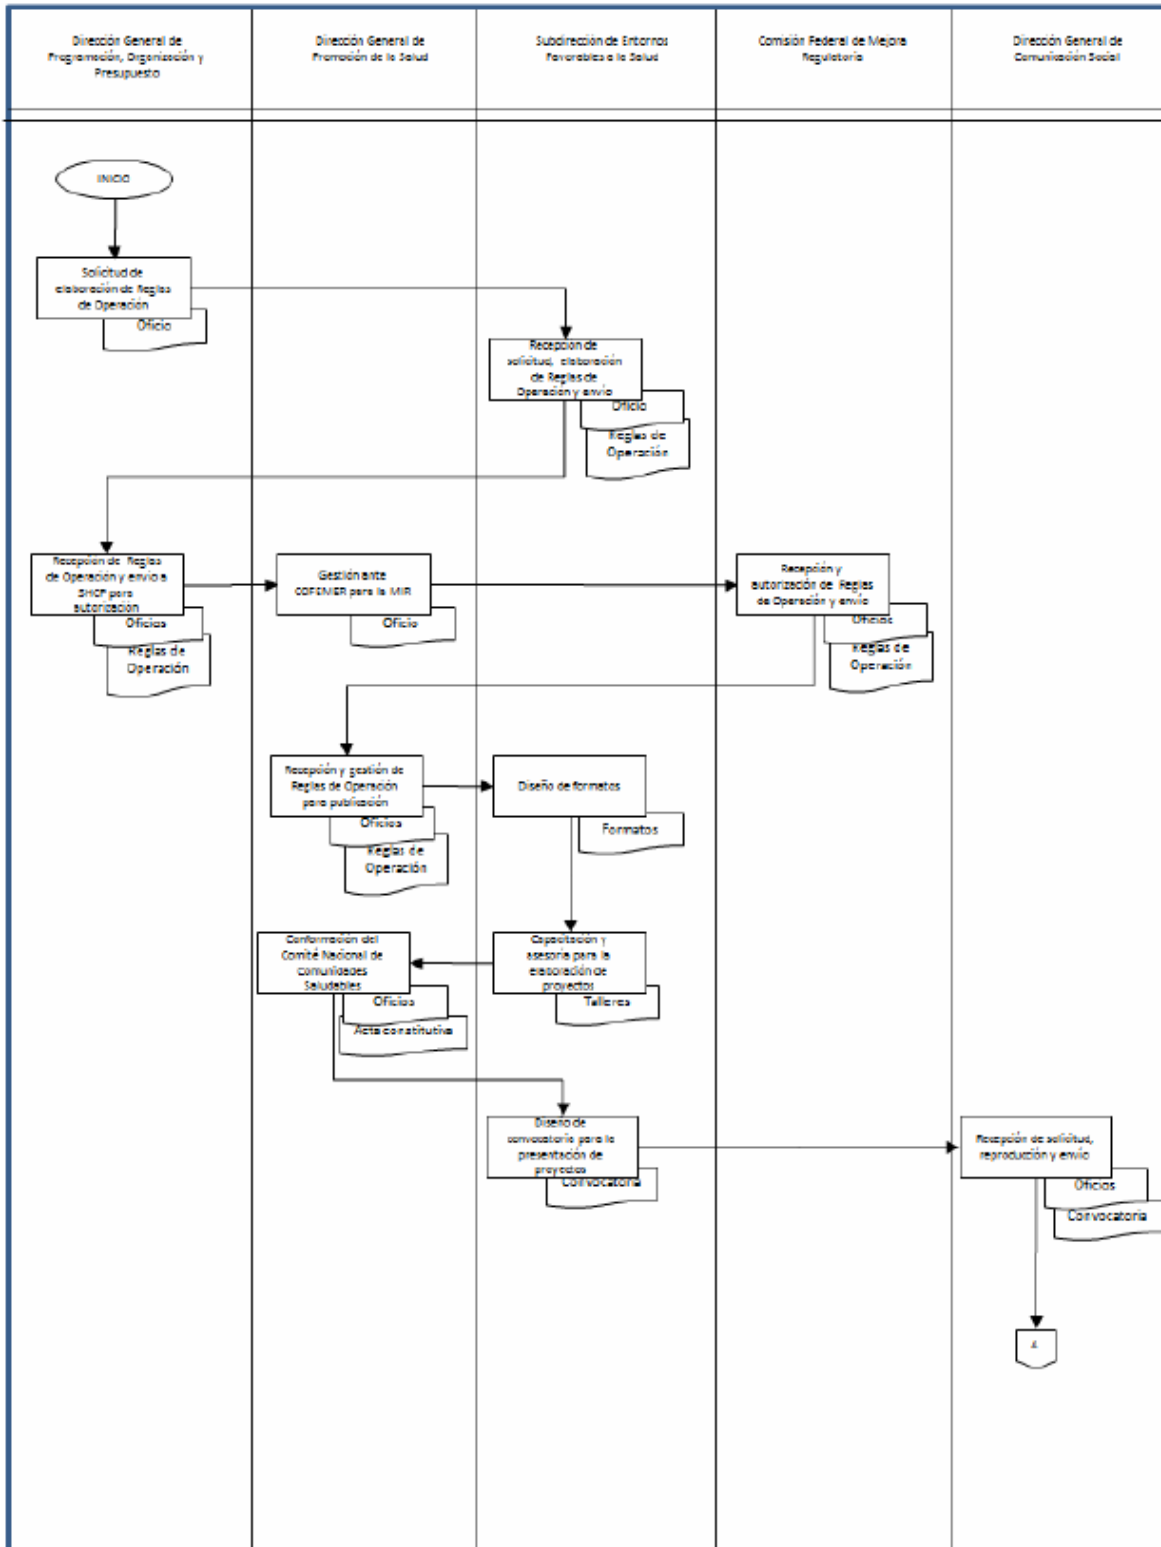 Dirección General de
Programación, Organización y
Presupuesto
Dirección General de
Promoción de la Salud
Subdirección de Entornos
Favorables a la Salud
Comisión Federal de Mejora
Regulatoria
Dirección General de
Comunicación Social
INICIO
Solicitud de
elaboración de Reglas
de Operación
Oficio
Recepción de
solicitud, elaboración
de Reglas de
Operación y envío
Oficio
Reglas de
Operación
Recepción de Reglas
de Operación y envío a
SHCP para
autorización
Oficios
Reglas de
Operación
Gestión ante
COFEMER para la MIR
Oficio
Recepción y
autorización de Reglas
de Operación y envío
Oficios
Reglas de
Operación
Recepción y gestión de
Reglas de Operación
para publicación
Oficios
Reglas de
Operación
Diseño de formatos
Formatos
Conformación del
Comité Nacional de
Comunidades
Saludables
Oficios
Acta constitutiva
Capacitación y
asesoría para la
elaboración de
proyectos
Talleres
Diseño de
convocatoria para la
presentación de
proyectos
Convocatoria
Recepción de solicitud,
reproducción y envío
Oficios
Convocatoria